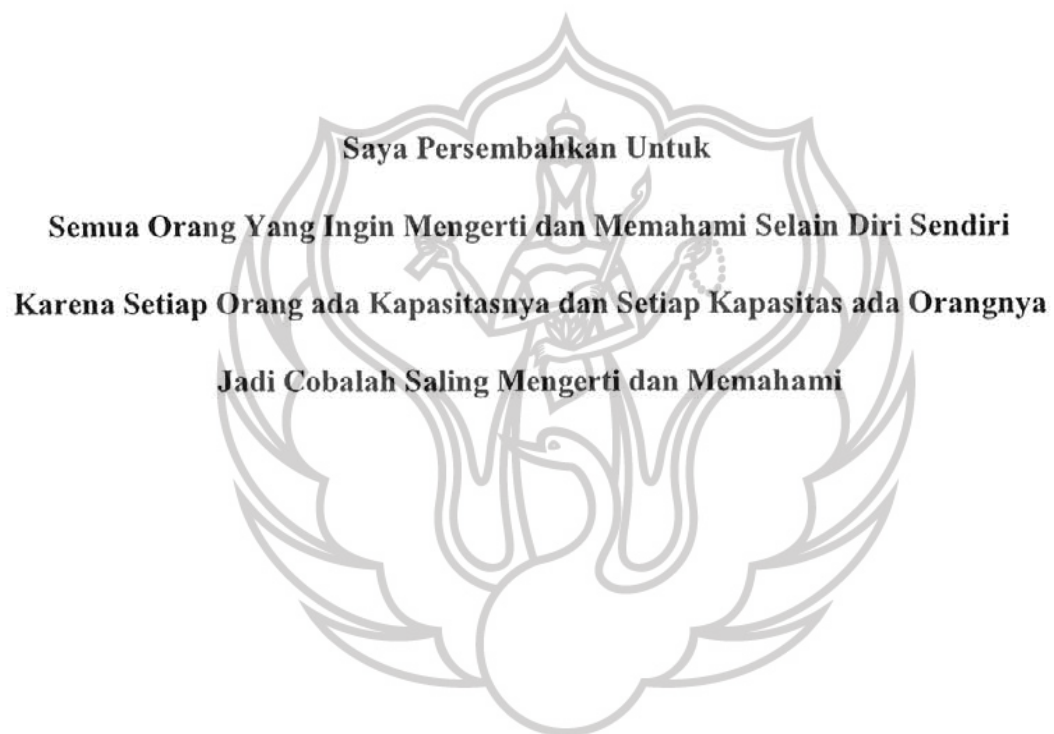 Saya Persembahkan Untuk
Semua Orang Yang Ingin Mengerti dan Memahami Selain Diri Sendiri
Karena Setiap Orang ada Kapasitasnya dan Setiap Kapasitas ada Orangnya
Jadi Cobalah Saling Mengerti dan Memahami